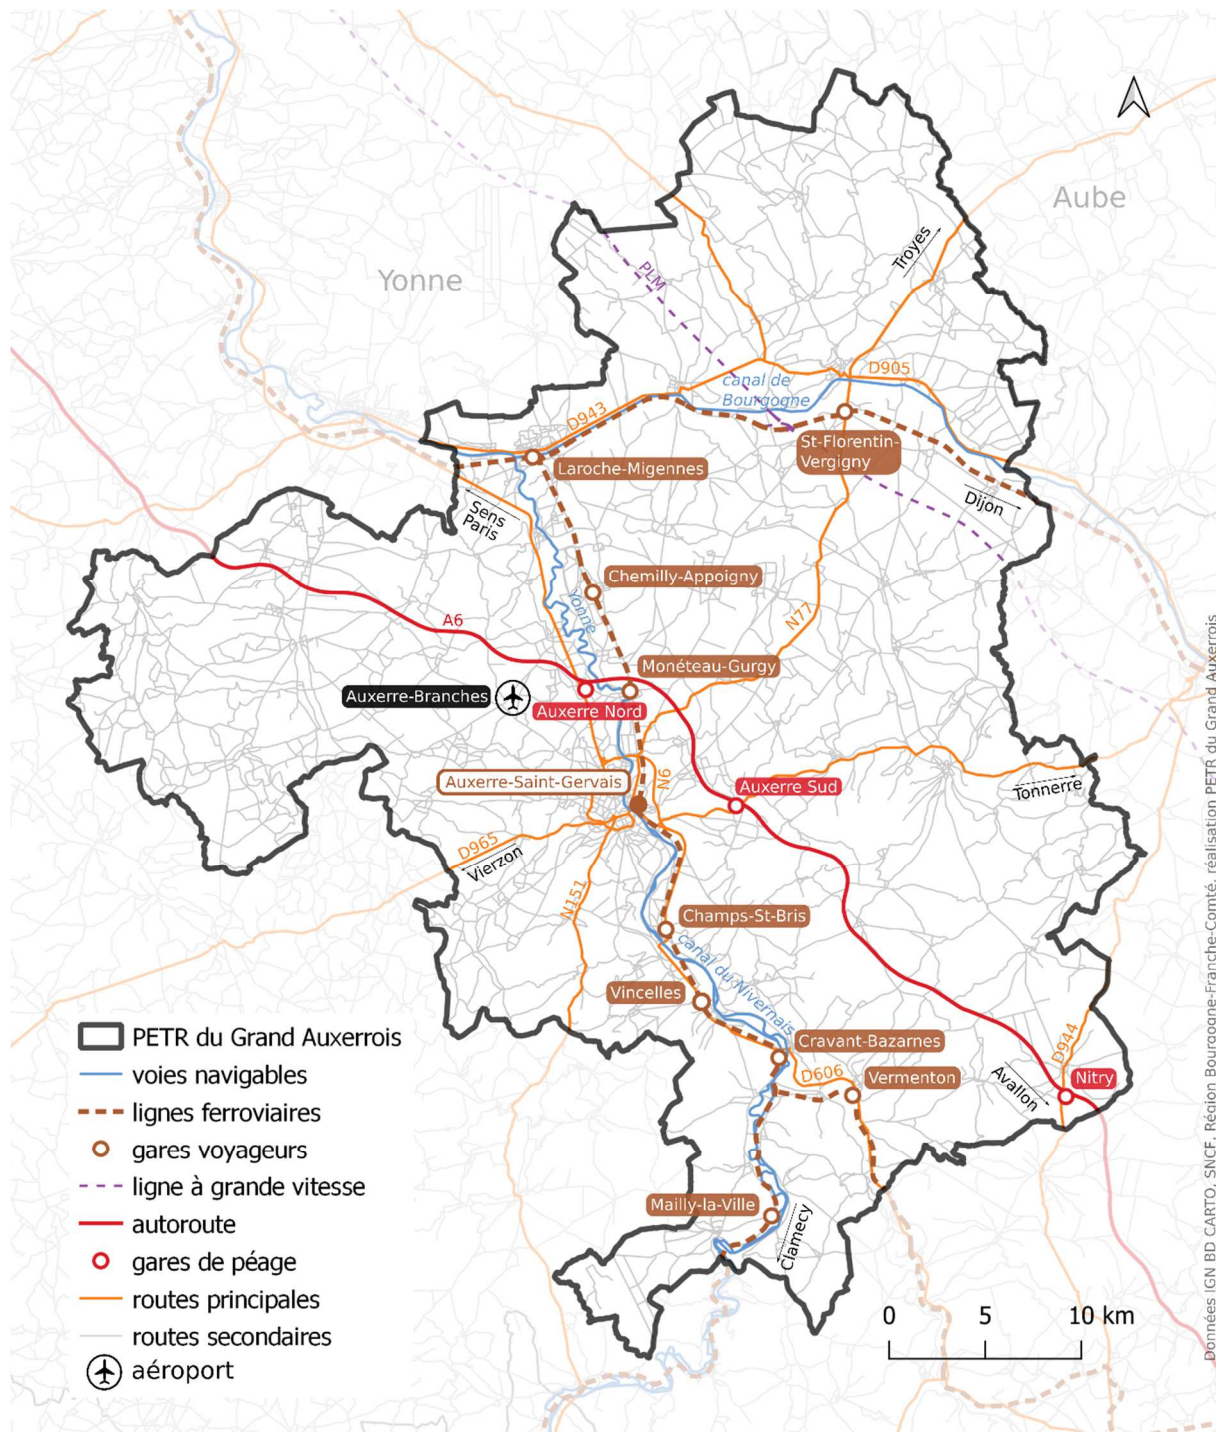 Aube
Yonne
Troyes
PLM
D905
canal de
Bourgogne
D943
St-Florentin-
Vergigny
Laroche-Migennes
Dijon
Sens
Paris
Chemilly-Appoigny
Yonne
N77
A6
Monéteau-Gurgy
Auxerre-Branches
Auxerre Nord
Auxerre-Saint-Gervais
N6
Auxerre Sud
Tonnerre
D965
Vierzon
N151
Champs-St-Bris
canal du Nivernais
Vincelles
Cravant-Bazarnes
D606
Vermenton
D944
Avallon
Nitry
Mailly-la-Ville
Clamecy
PETR du Grand Auxerrois
voies navigables
lignes ferroviaires
gares voyageurs
ligne à grande vitesse
autoroute
gares de péage
routes principales
routes secondaires
aéroport
0 5 10 km
Données IGN BD CARTO, SNCF, Région Bourgogne-Franche-Comté, réalisation PETR du Grand Auxerrois